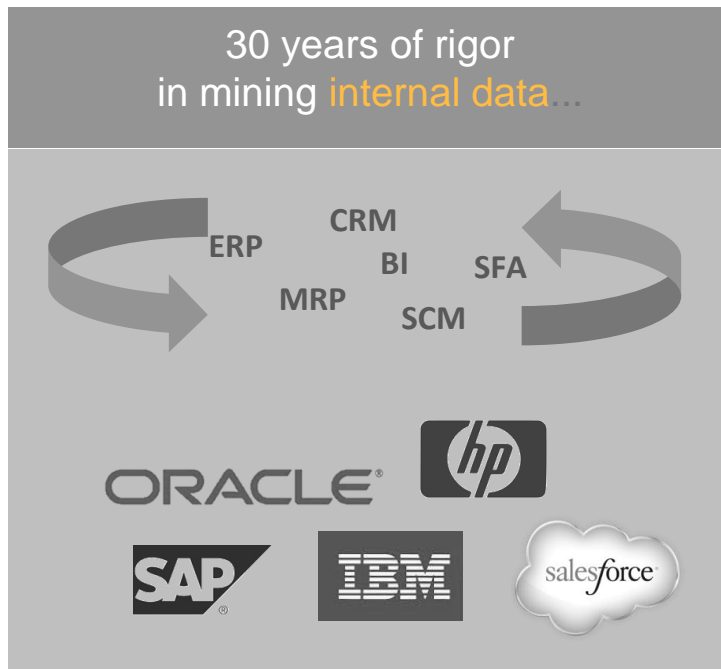 30 years of rigor
in mining internal data...
CRM
ERP
BI
SFA
MRP
SCM
hp
ORACLE®
SAP®
IBM
salesforce